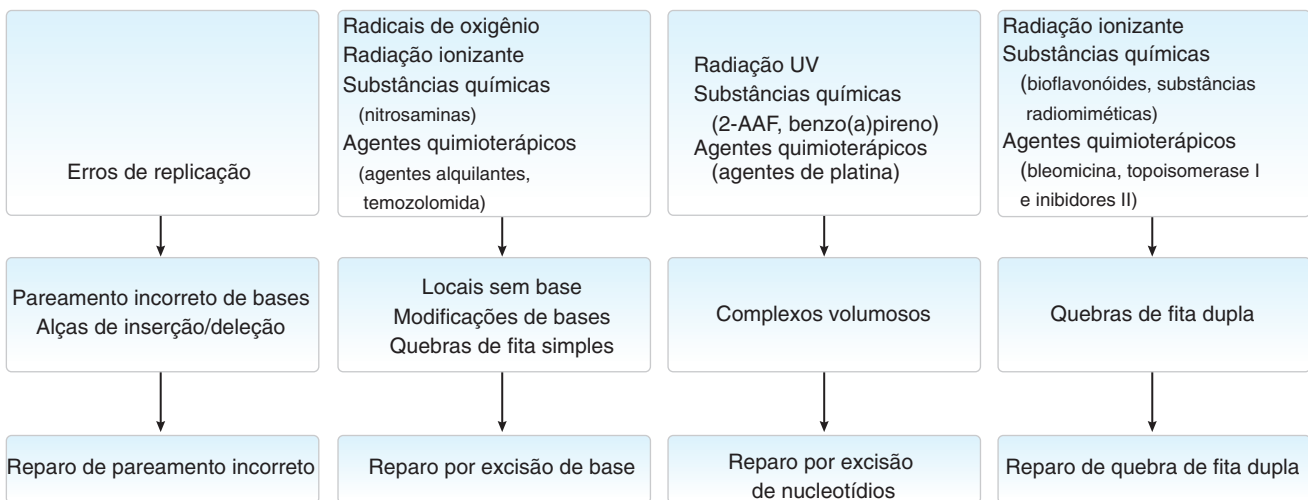 Erros de replicação
Radicais de oxigênio
Radiação ionizante
Substâncias químicas
(nitrosaminas)
Agentes quimioterápicos
(agentes alquilantes,
temozolomida)
Radiação UV
Substâncias químicas
(2-AAF, benzo(a)pireno)
Agentes quimioterápicos
(agentes de platina)
Radiação ionizante
Substâncias químicas
(bioflavonóides, substâncias
radiomiméticas)
Agentes quimioterápicos
(bleomicina, topoisomerase I
e inibidores II)
Pareamento incorreto de bases
Alças de inserção/deleção
Locais sem base
Modificações de bases
Quebras de fita simples
Complexos volumosos
Quebras de fita dupla
Reparo de pareamento incorreto
Reparo por excisão de base
Reparo por excisão
de nucleotídios
Reparo de quebra de fita dupla